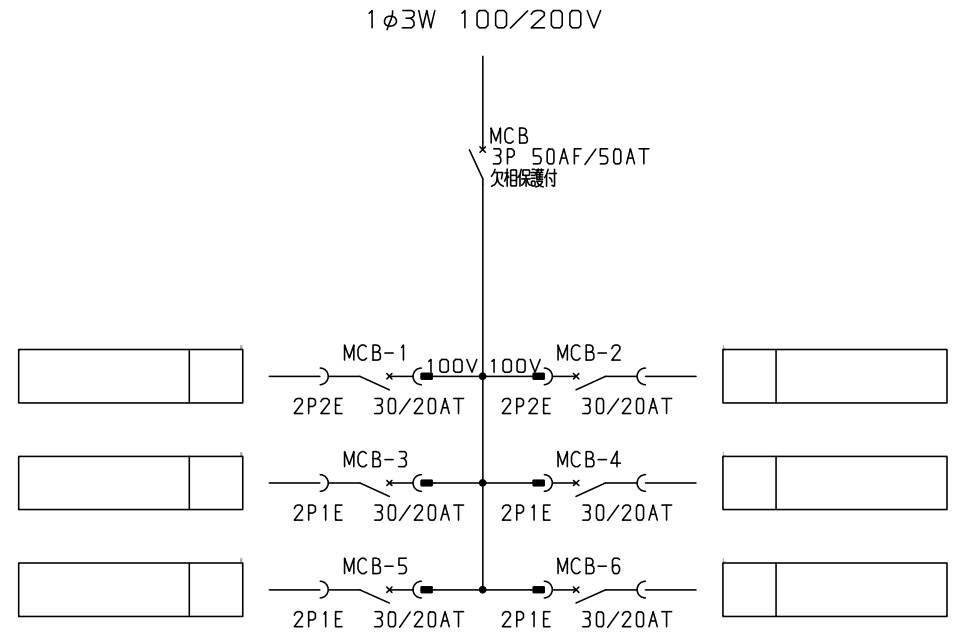 1φ3W 100/200V
MCB
3P 50AF/50AT
欠相保護付
MCB-1
100V
100V
MCB-2
2P2E 30/20AT
2P2E 30/20AT
MCB-3
MCB-4
2P1E 30/20AT
2P1E 30/20AT
MCB-5
MCB-6
2P1E 30/20AT
2P1E 30/20AT